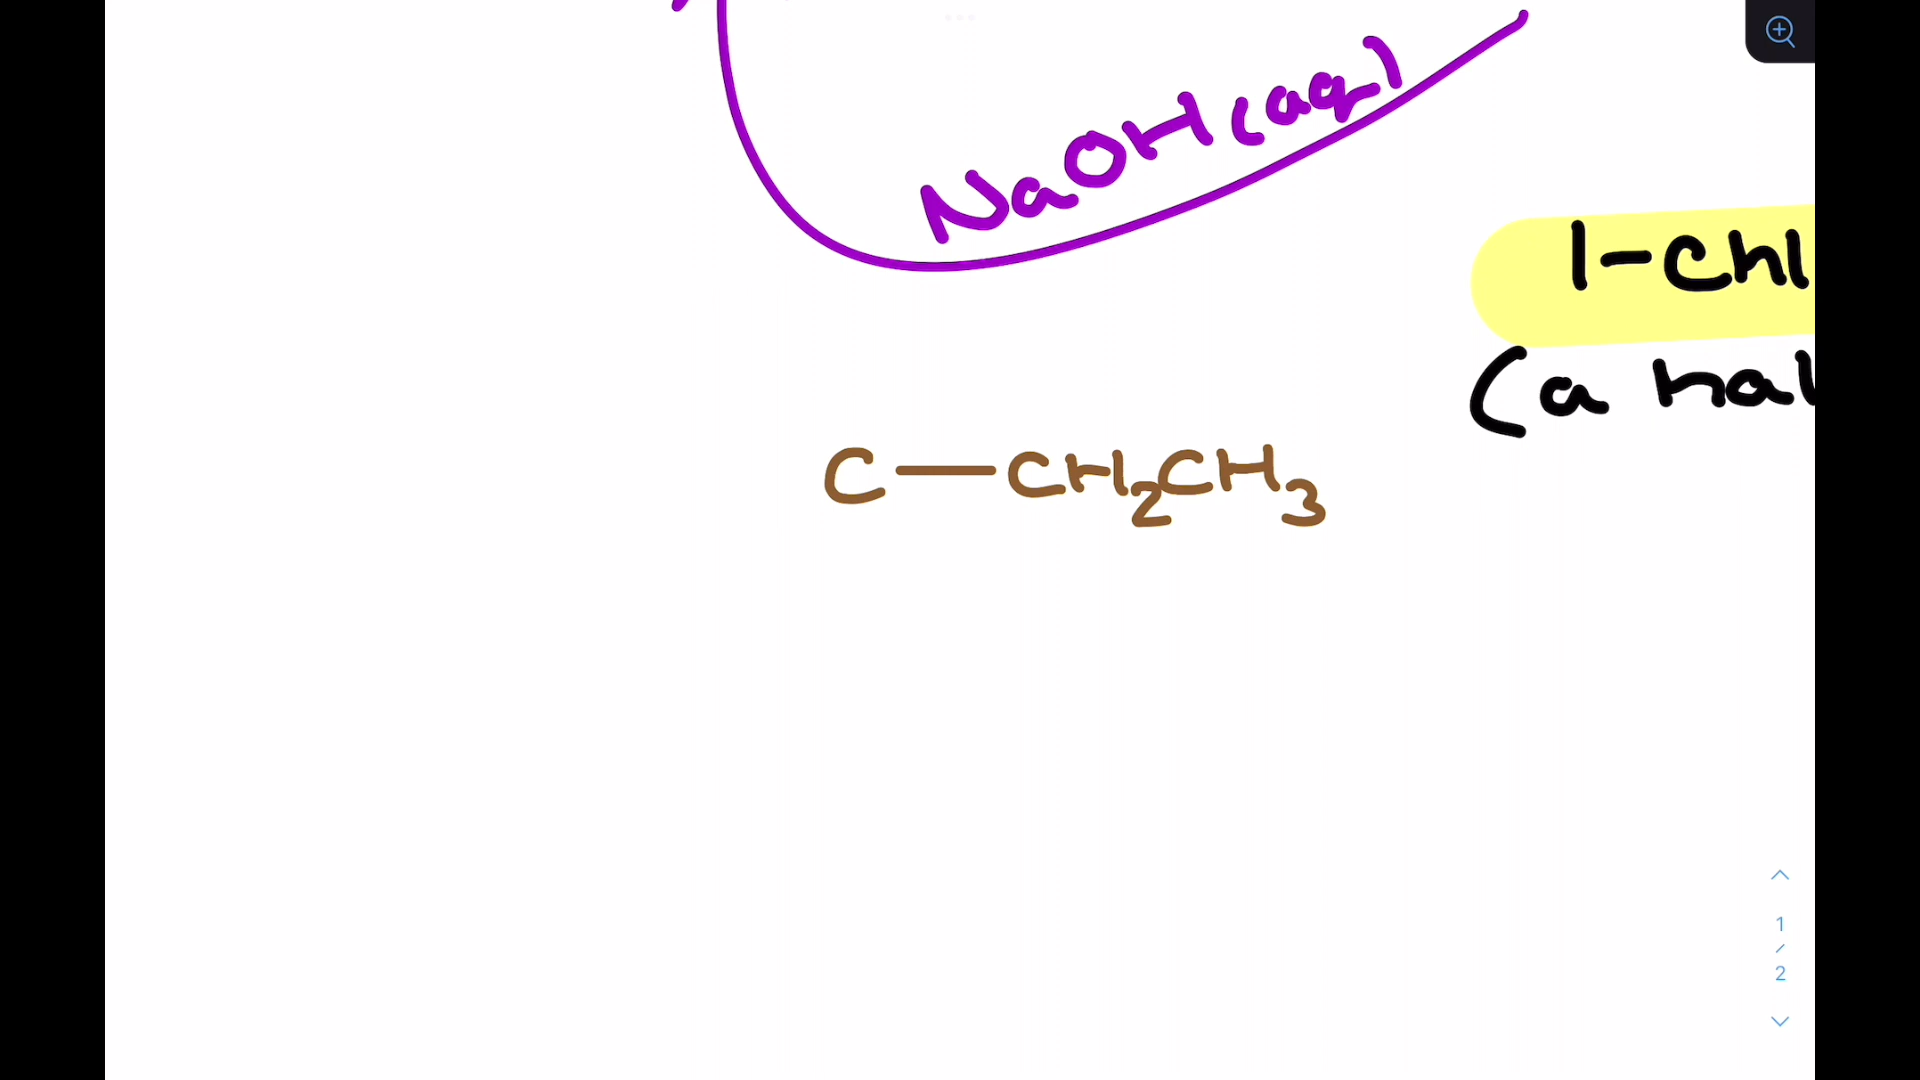 NaOH(aq)
1-chl
(a hal
C—CH₂CH₃
1
/
2